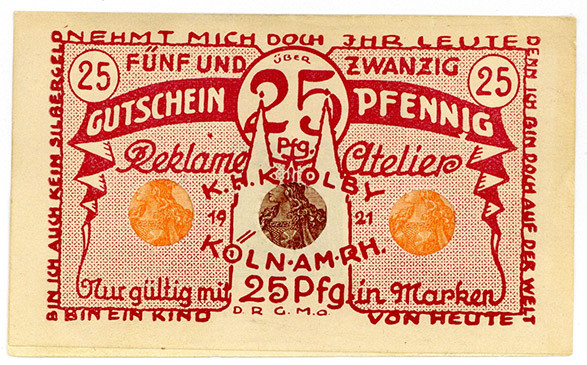 NEHMT MICH DOCH IHR LEUTE
DENN ICH BIN DOCH AUF DER WELT
BIN ICH AUCH KEIN SILBERGELD
BIN EIN KIND VON HEUTE
25 FÜNF UND ÜBER ZWANZIG 25
GUTSCHEIN 25 PFENNIG
Pfg.
Reklame Atelier
K.H. KHOLBY
19 21
KÖLN·AM·RH.
Nur gültig mit 25 Pfg. in Marken
D.R.G.M.a